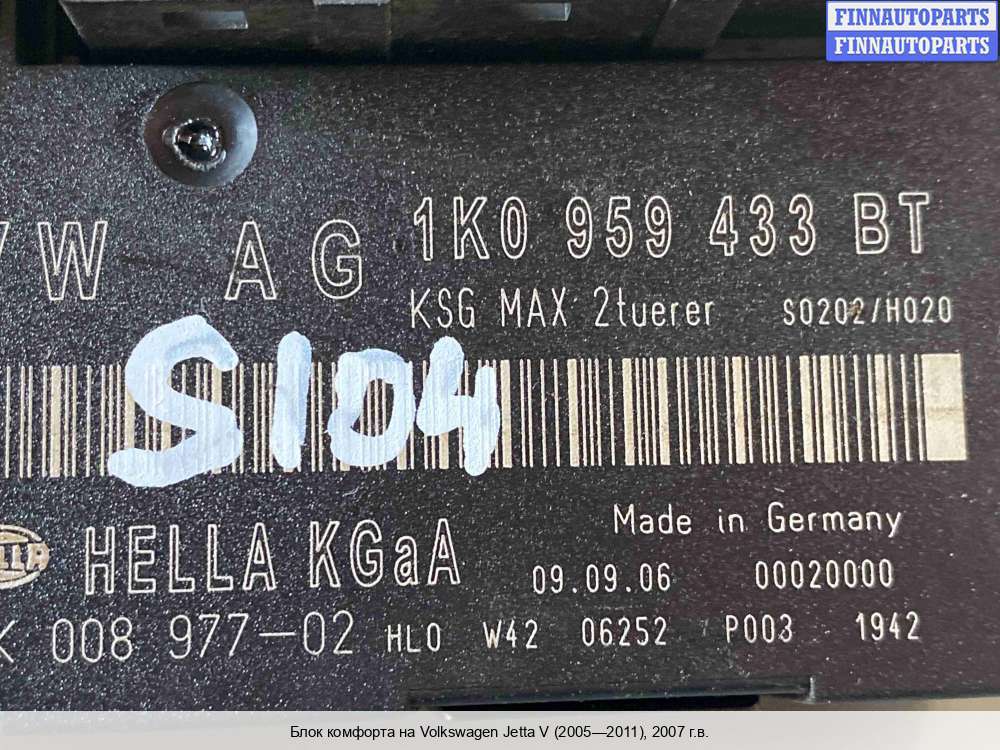 FINNAUTOPARTS
FINNAUTOPARTS
VW AG 1K0 959 433 BT
KSG MAX 2tuerer S0202/H020
S104
Made in Germany
HELLA KGaA
09.09.06 00020000
008 977-02 HLO W42 06252 P003 1942
Блок комфорта на Volkswagen Jetta V (2005—2011), 2007 г.в.